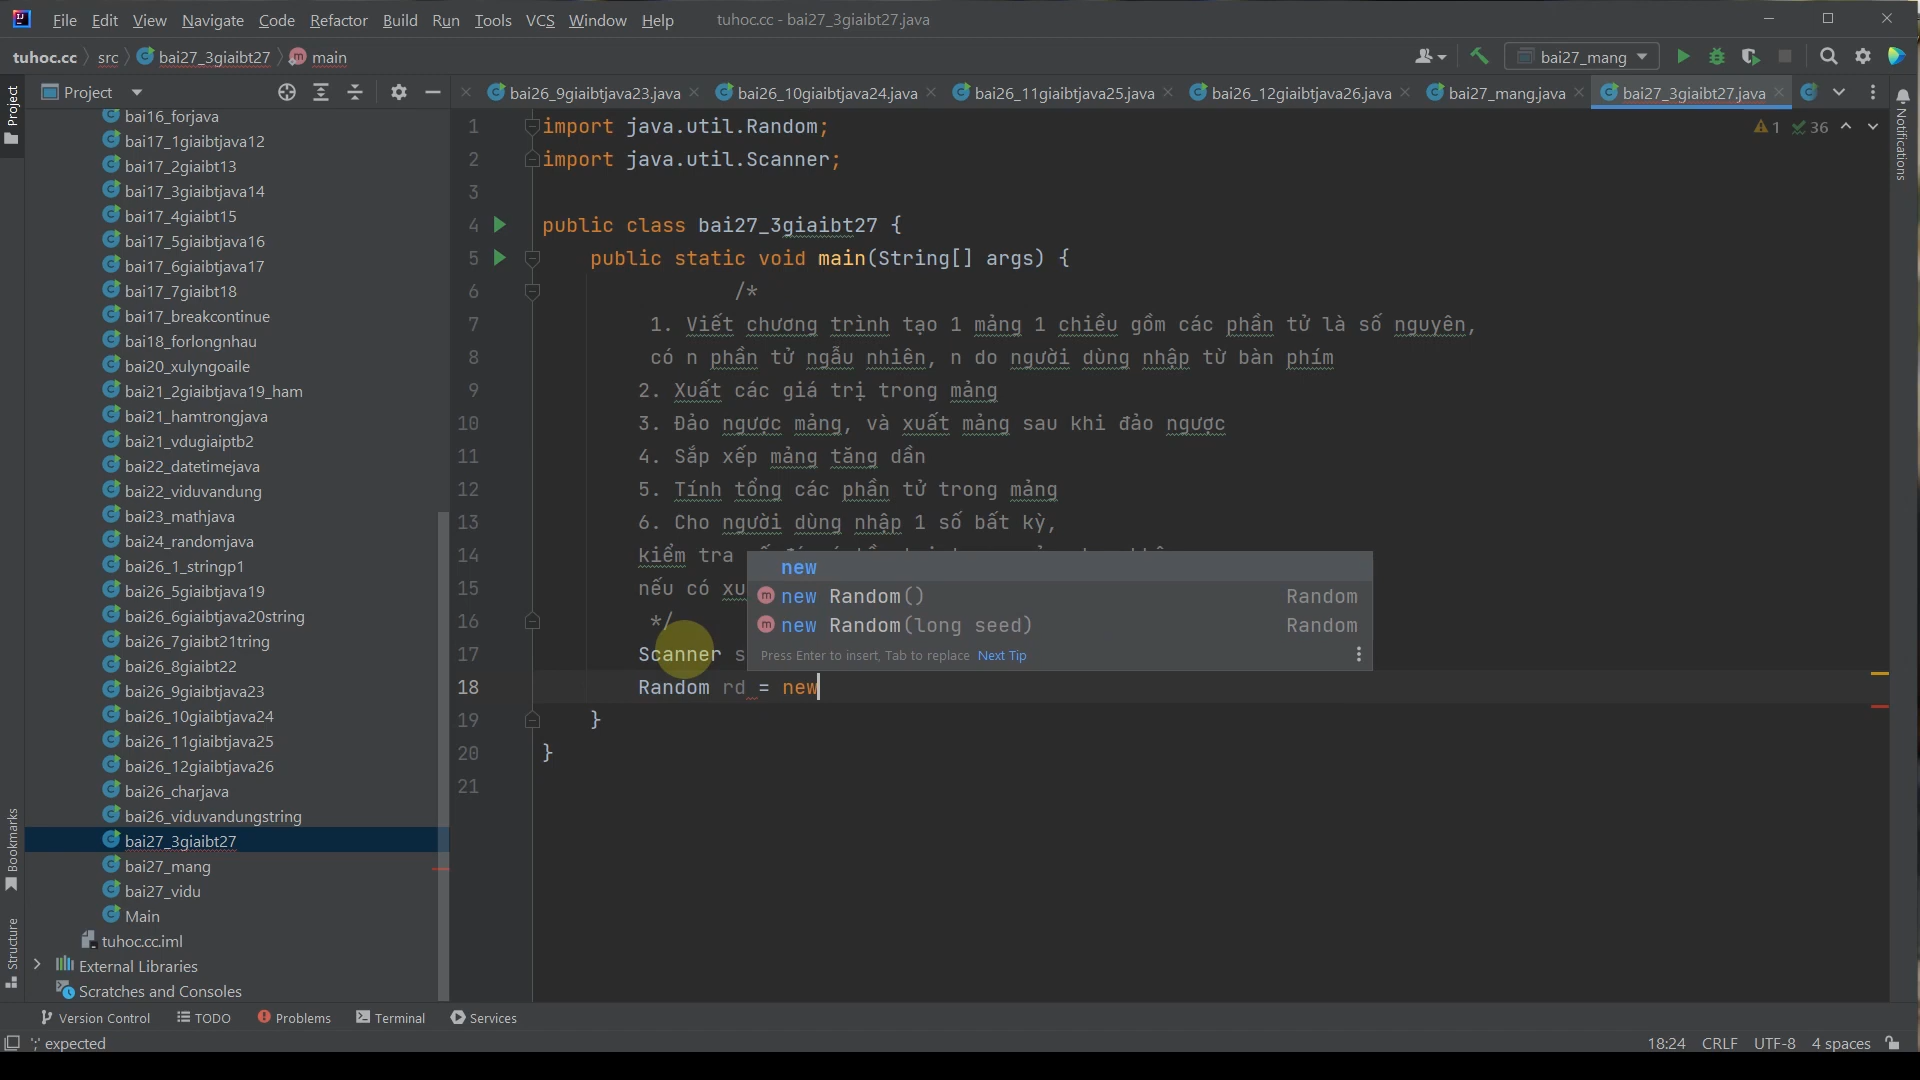 File Edit View Navigate Code Refactor Build Run Tools VCS Window Help tuhoc.cc - bai27_3giaibt27.java
tuhoc.cc src bai27_3giaibt27 main bai27_mang
Project bai26_9giaibtjava23.java bai26_10giaibtjava24.java bai26_11giaibtjava25.java bai26_12giaibtjava26.java bai27_mang.java bai27_3giaibt27.java
Project
Notifications
Bookmarks
Structure
bai16_forjava
bai17_1giaibtjava12
bai17_2giaibt13
bai17_3giaibtjava14
bai17_4giaibt15
bai17_5giaibtjava16
bai17_6giaibtjava17
bai17_7giaibt18
bai17_breakcontinue
bai18_forlongnhau
bai20_xulyngoaile
bai21_2giaibtjava19_ham
bai21_hamtrongjava
bai21_vdugiaiptb2
bai22_datetimejava
bai22_viduvandung
bai23_mathjava
bai24_randomjava
bai26_1_stringp1
bai26_5giaibtjava19
bai26_6giaibtjava20string
bai26_7giaibt21tring
bai26_8giaibt22
bai26_9giaibtjava23
bai26_10giaibtjava24
bai26_11giaibtjava25
bai26_12giaibtjava26
bai26_charjava
bai26_viduvandungstring
bai27_3giaibt27
bai27_mang
bai27_vidu
Main
tuhoc.cc.iml
External Libraries
Scratches and Consoles
1 36
1 import java.util.Random;
2 import java.util.Scanner;
3
4 public class bai27_3giaibt27 {
5 public static void main(String[] args) {
6 /*
7 1. Viết chương trình tạo 1 mảng 1 chiều gồm các phần tử là số nguyên,
8 có n phần tử ngẫu nhiên, n do người dùng nhập từ bàn phím
9 2. Xuất các giá trị trong mảng
10 3. Đảo ngược mảng, và xuất mảng sau khi đảo ngược
11 4. Sắp xếp mảng tăng dần
12 5. Tính tổng các phần tử trong mảng
13 6. Cho người dùng nhập 1 số bất kỳ,
14 kiểm tra
15 nếu có xu
16 */
17 Scanner s
18 Random rd = new
19 }
20 }
21
new
new Random() Random
new Random(long seed) Random
Press Enter to insert, Tab to replace Next Tip
Version Control TODO Problems Terminal Services
';' expected 18:24 CRLF UTF-8 4 spaces